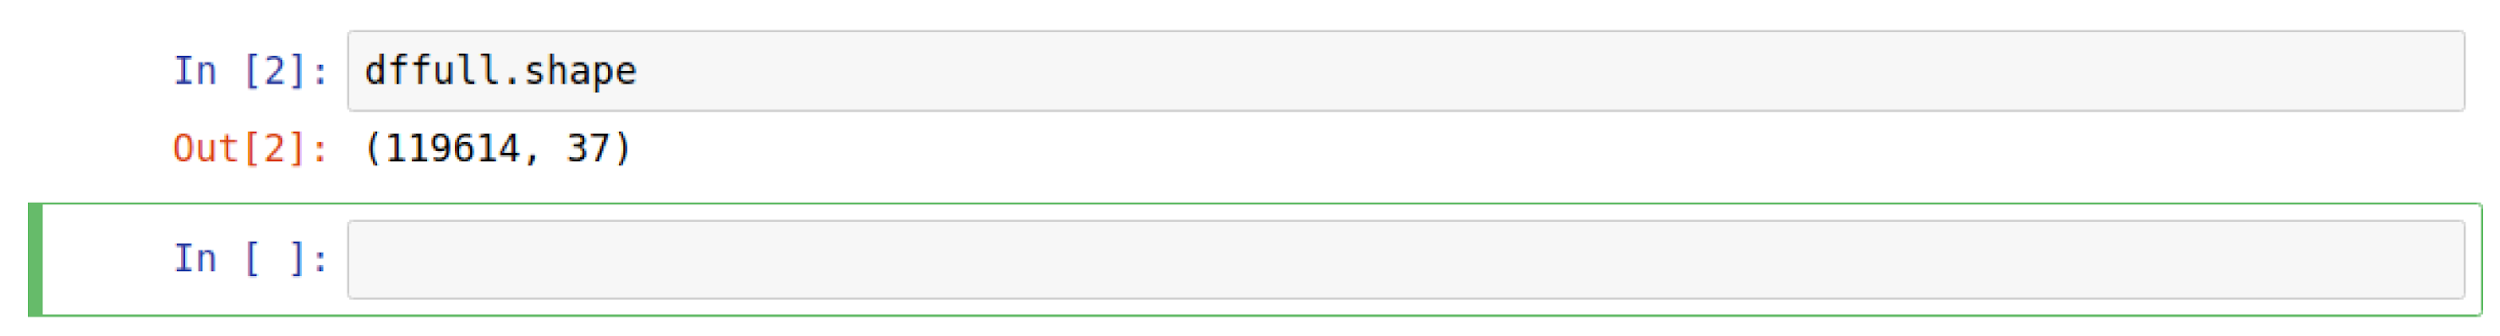 In [2]: dffull.shape
Out[2]: (119614, 37)
In [ ]: